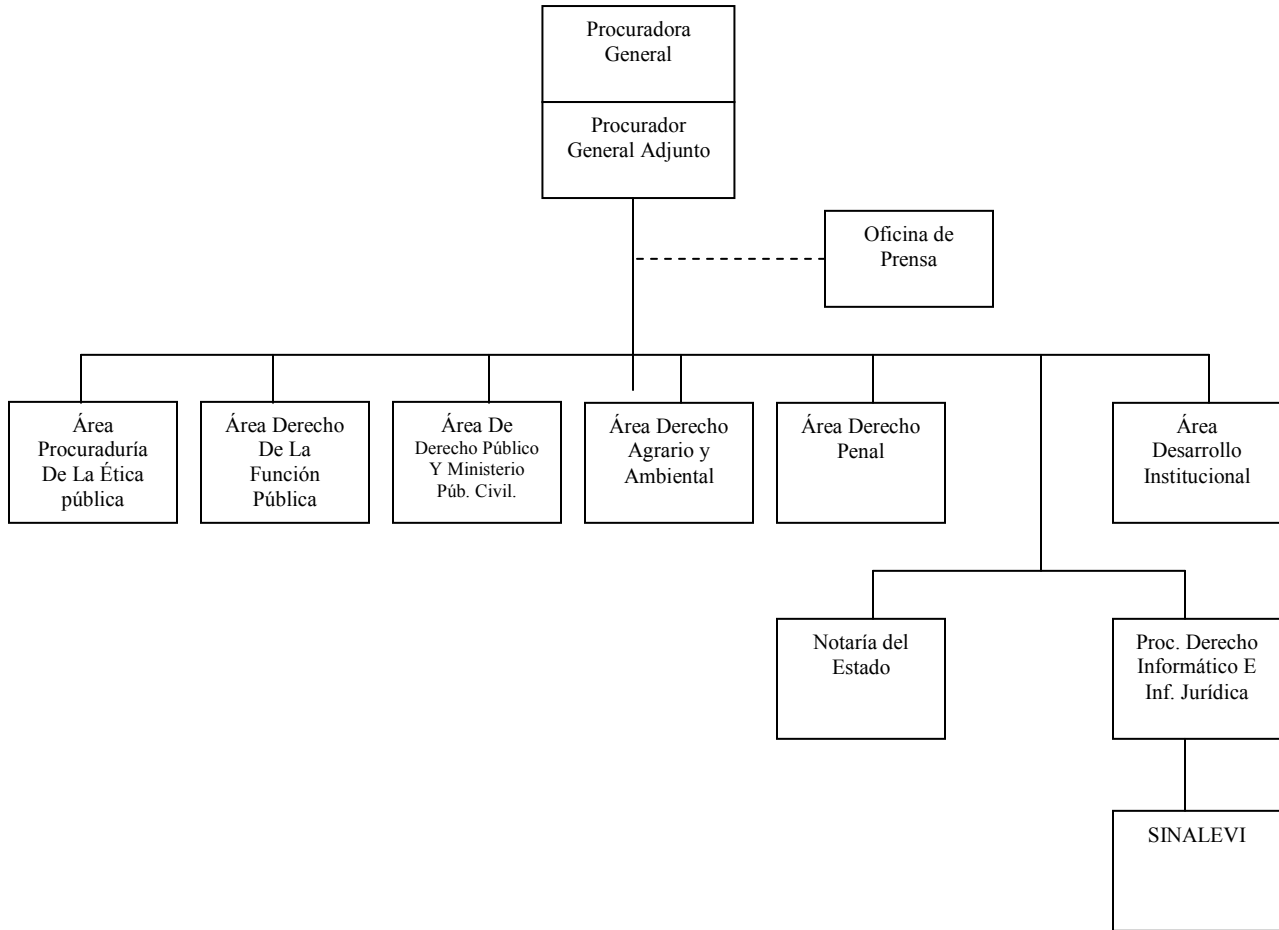 Procuradora
General
Procurador
General Adjunto
Oficina de
Prensa
Área
Procuraduría
De La Ética
pública
Área Derecho
De La
Función
Pública
Área De
Derecho Público
Y Ministerio
Púb. Civil.
Área Derecho
Agrario y
Ambiental
Área Derecho
Penal
Área
Desarrollo
Institucional
Notaría del
Estado
Proc. Derecho
Informático E
Inf. Jurídica
SINALEVI